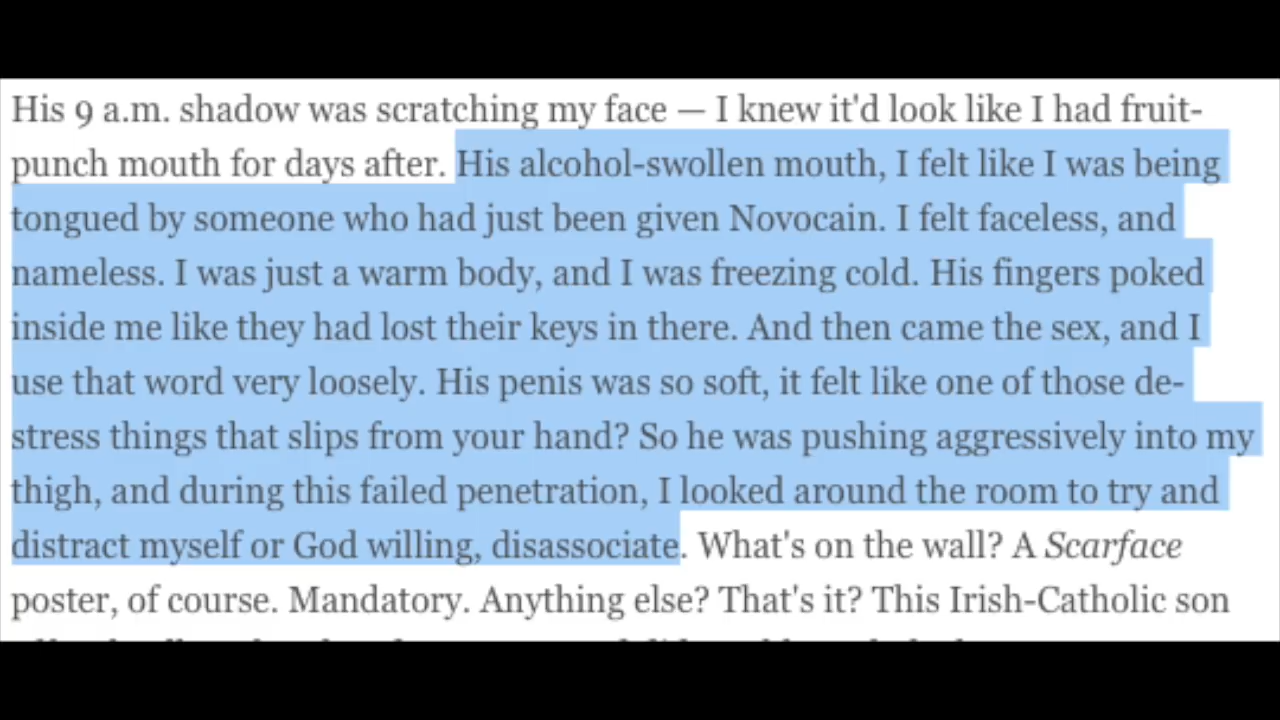 His 9 a.m. shadow was scratching my face — I knew it'd look like I had fruit-
punch mouth for days after. His alcohol-swollen mouth, I felt like I was being
tongued by someone who had just been given Novocain. I felt faceless, and
nameless. I was just a warm body, and I was freezing cold. His fingers poked
inside me like they had lost their keys in there. And then came the sex, and I
use that word very loosely. His penis was so soft, it felt like one of those de-
stress things that slips from your hand? So he was pushing aggressively into my
thigh, and during this failed penetration, I looked around the room to try and
distract myself or God willing, disassociate. What's on the wall? A Scarface
poster, of course. Mandatory. Anything else? That's it? This Irish-Catholic son